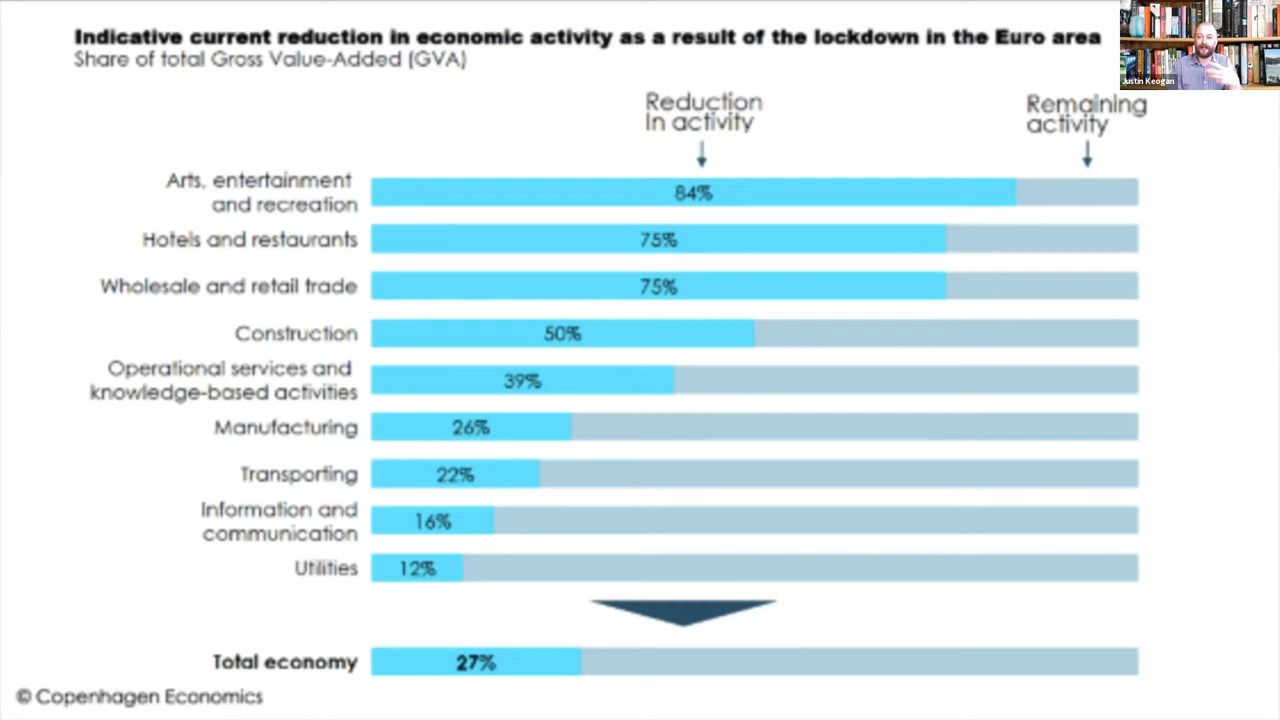 Indicative current reduction in economic activity as a result of the lockdown in the Euro area
Share of total Gross Value-Added (GVA)
Justin Keogan
Reduction
In activity
Remaining
activity
Arts, entertainment
and recreation
84%
Hotels and restaurants
75%
Wholesale and retail trade
75%
Construction
50%
Operational services and
knowledge-based activities
39%
Manufacturing
26%
Transporting
22%
Information and
communication
16%
Utilities
12%
Total economy
27%
© Copenhagen Economics